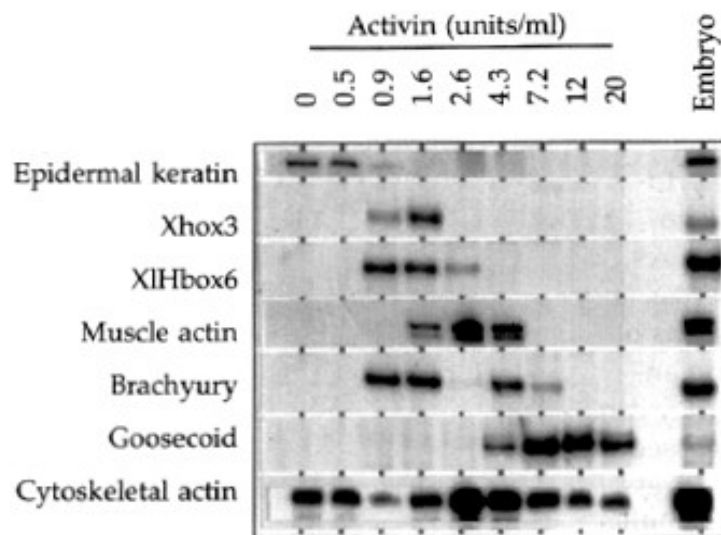 Activin (units/ml)
0 0.5 0.9 1.6 2.6 4.3 7.2 12 20 Embryo
Epidermal keratin
Xhox3
XlHbox6
Muscle actin
Brachyury
Goosecoid
Cytoskeletal actin